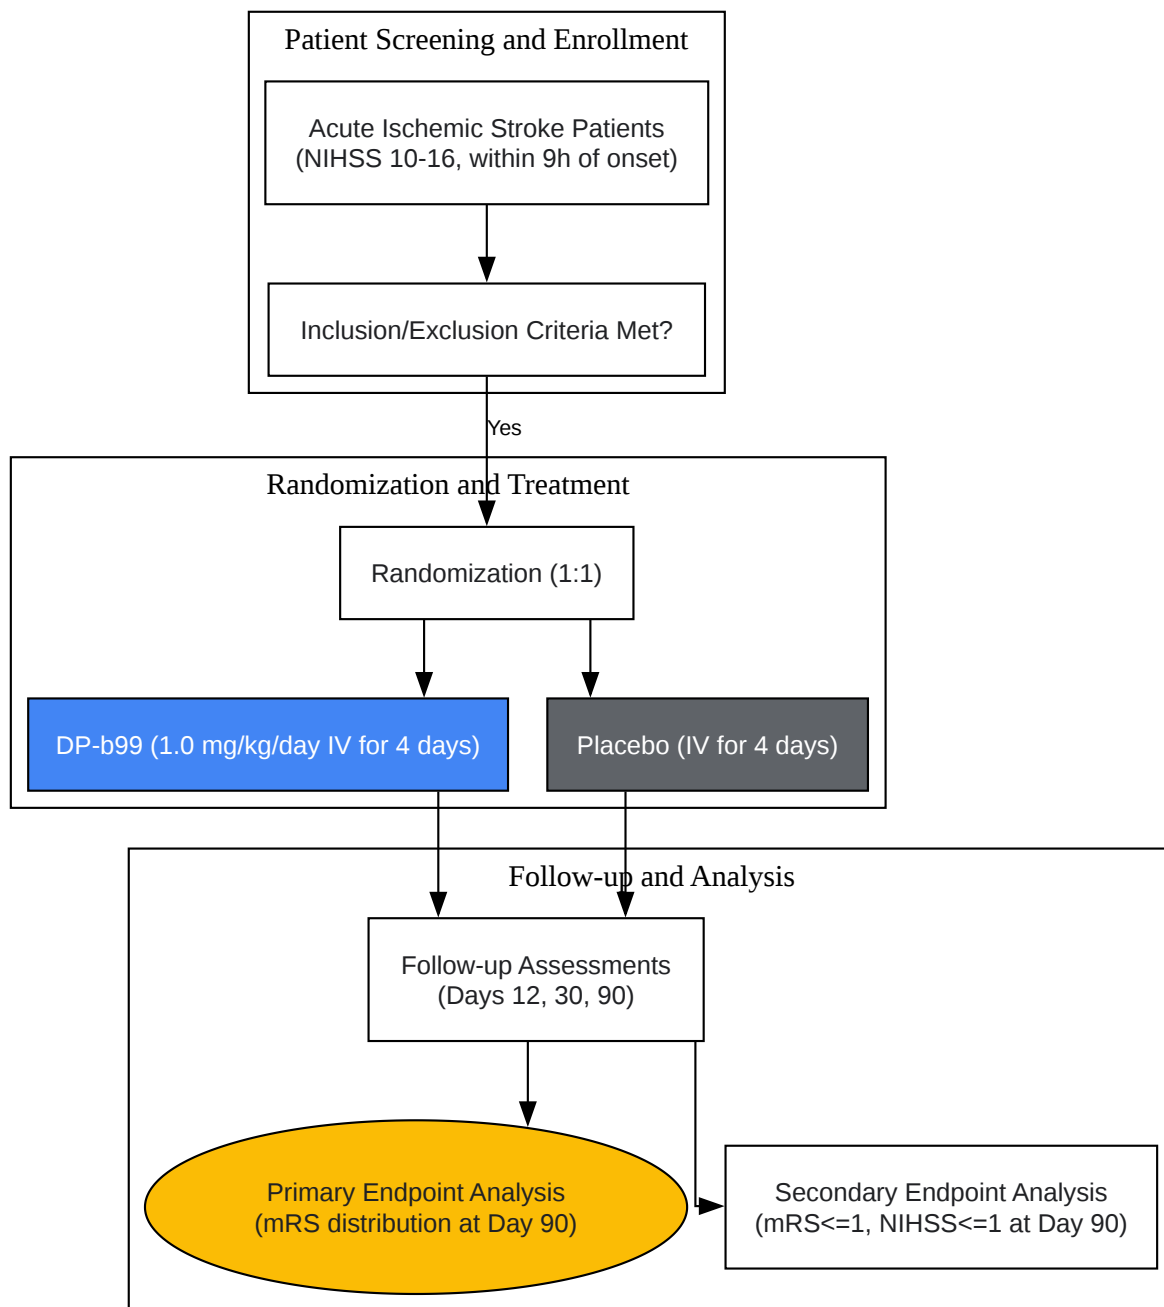 Patient Screening and Enrollment
Acute Ischemic Stroke Patients
(NIHSS 10-16, within 9h of onset)
Inclusion/Exclusion Criteria Met?
Yes
Randomization and Treatment
Randomization (1:1)
DP-b99 (1.0 mg/kg/day IV for 4 days)
Placebo (IV for 4 days)
Follow-up and Analysis
Follow-up Assessments
(Days 12, 30, 90)
Primary Endpoint Analysis
(mRS distribution at Day 90)
Secondary Endpoint Analysis
(mRS<=1, NIHSS<=1 at Day 90)